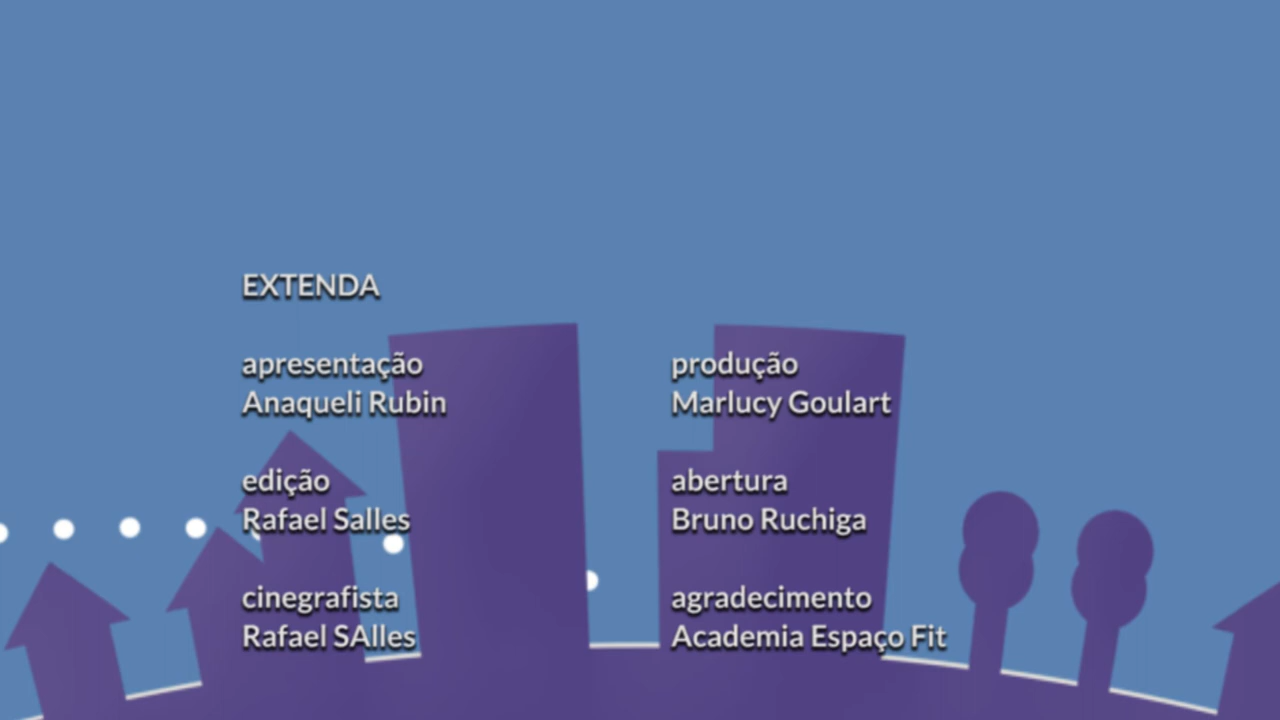 EXTENDA
apresentação
Anaqueli Rubin
edição
Rafael Salles
cinegrafista
Rafael SAlles
produção
Marlucy Goulart
abertura
Bruno Ruchiga
agradecimento
Academia Espaço Fit